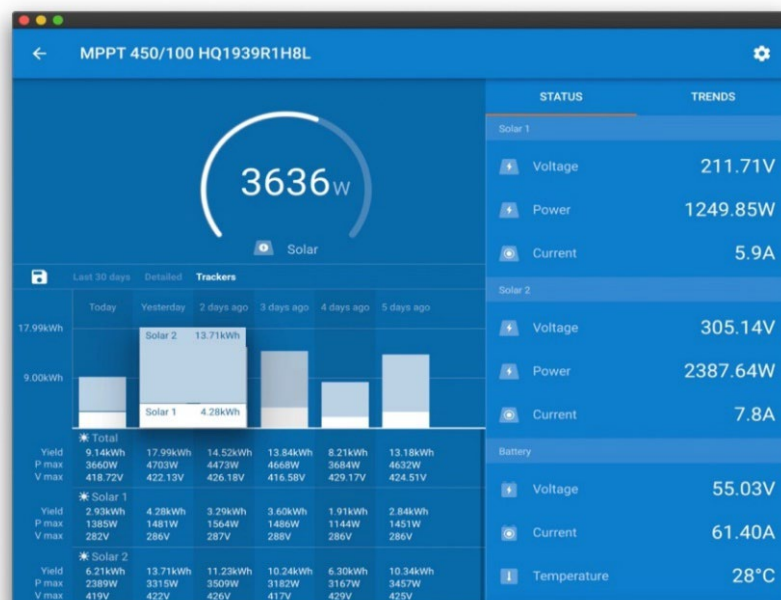 MPPT 450/100 HQ1939R1H8L
3636W
Solar
Last 30 days Detailed Trackers
Today Yesterday 2 days ago 3 days ago 4 days ago 5 days ago
17.99kWh
9.00kWh
Solar 2 13.71kWh
Solar 1 4.28kWh
Total
Yield 9.14kWh 17.99kWh 14.52kWh 13.84kWh 8.21kWh 13.18kWh
P max 3660W 4703W 4473W 4668W 3684W 4632W
V max 418.72V 422.13V 426.18V 416.58V 429.17V 424.51V
Solar 1
Yield 2.93kWh 4.28kWh 3.29kWh 3.60kWh 1.91kWh 2.84kWh
P max 1385W 1481W 1564W 1486W 1144W 1451W
V max 282V 286V 287V 288V 286V 286V
Solar 2
Yield 6.21kWh 13.71kWh 11.23kWh 10.24kWh 6.30kWh 10.34kWh
P max 2389W 3315W 3509W 3182W 3167W 3457W
V max 419V 422V 426V 417V 429V 425V
STATUS TRENDS
Solar 1
Voltage 211.71V
Power 1249.85W
Current 5.9A
Solar 2
Voltage 305.14V
Power 2387.64W
Current 7.8A
Battery
Voltage 55.03V
Current 61.40A
Temperature 28°C